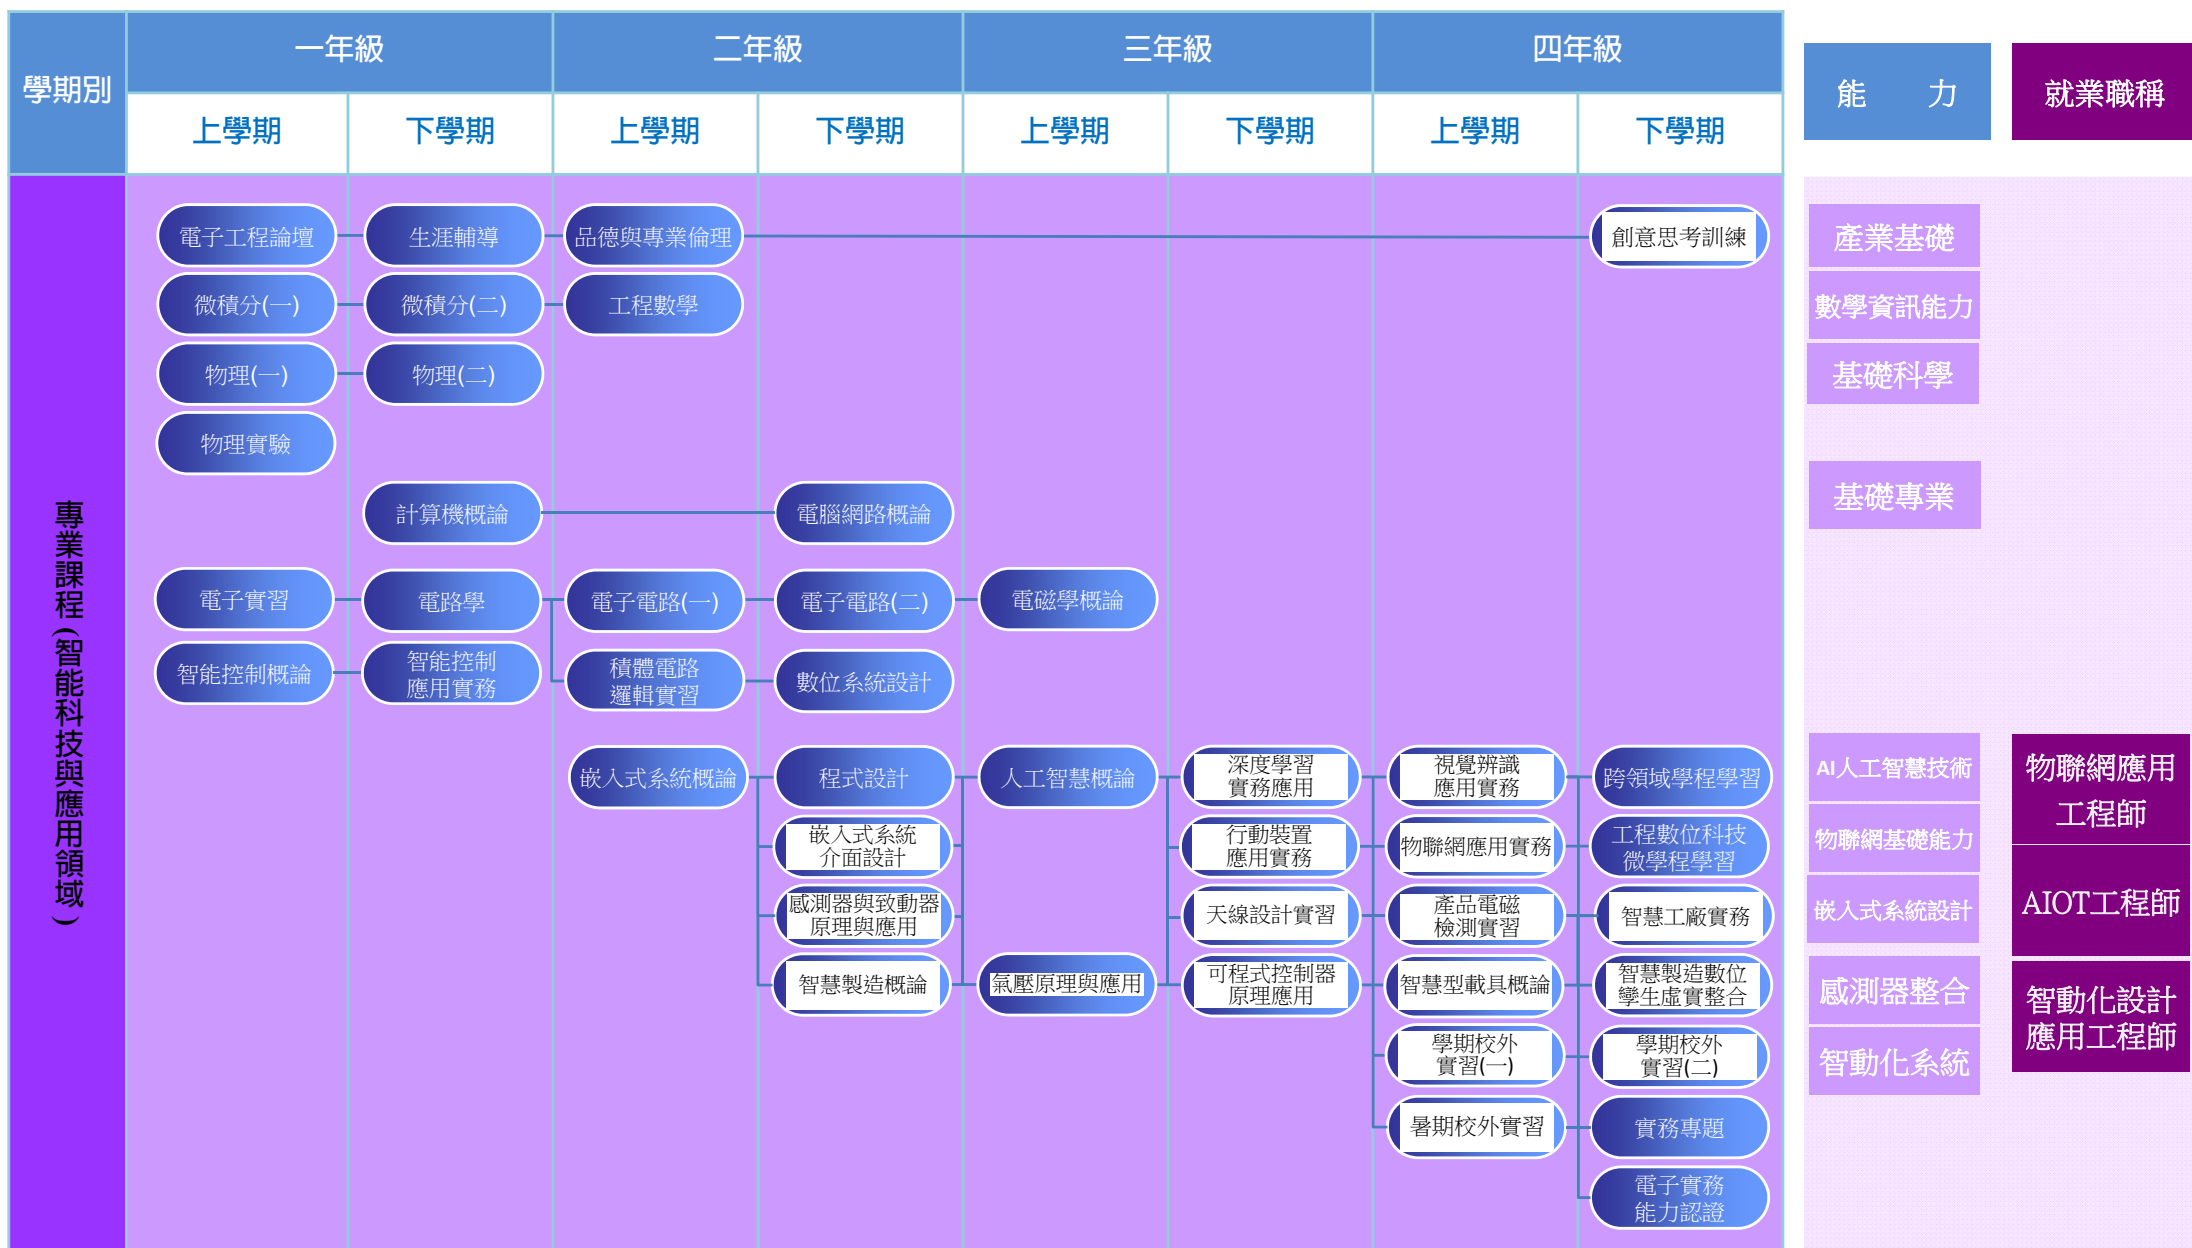 學期別
一年級
二年級
三年級
四年級
能 力
就業職稱
上學期
下學期
上學期
下學期
上學期
下學期
上學期
下學期
專業課程(智能科技與應用領域)
電子工程論壇
生涯輔導
品德與專業倫理
創意思考訓練
產業基礎
微積分(一)
微積分(二)
工程數學
數學資訊能力
物理(一)
物理(二)
基礎科學
物理實驗
計算機概論
電腦網路概論
基礎專業
電子實習
電路學
電子電路(一)
電子電路(二)
電磁學概論
智能控制概論
智能控制
應用實務
積體電路
邏輯實習
數位系統設計
嵌入式系統概論
程式設計
人工智慧概論
深度學習
實務應用
視覺辨識
應用實務
跨領域學程學習
AI人工智慧技術
物聯網應用
工程師
嵌入式系統
介面設計
行動裝置
應用實務
物聯網應用實務
工程數位科技
微學程學習
物聯網基礎能力
感測器與致動器
原理與應用
天線設計實習
產品電磁
檢測實習
智慧工廠實務
嵌入式系統設計
AIOT工程師
智慧製造概論
氣壓原理與應用
可程式控制器
原理應用
智慧型載具概論
智慧製造數位
孿生虛實整合
感測器整合
智動化設計
應用工程師
學期校外
實習(一)
學期校外
實習(二)
智動化系統
暑期校外實習
實務專題
電子實務
能力認證